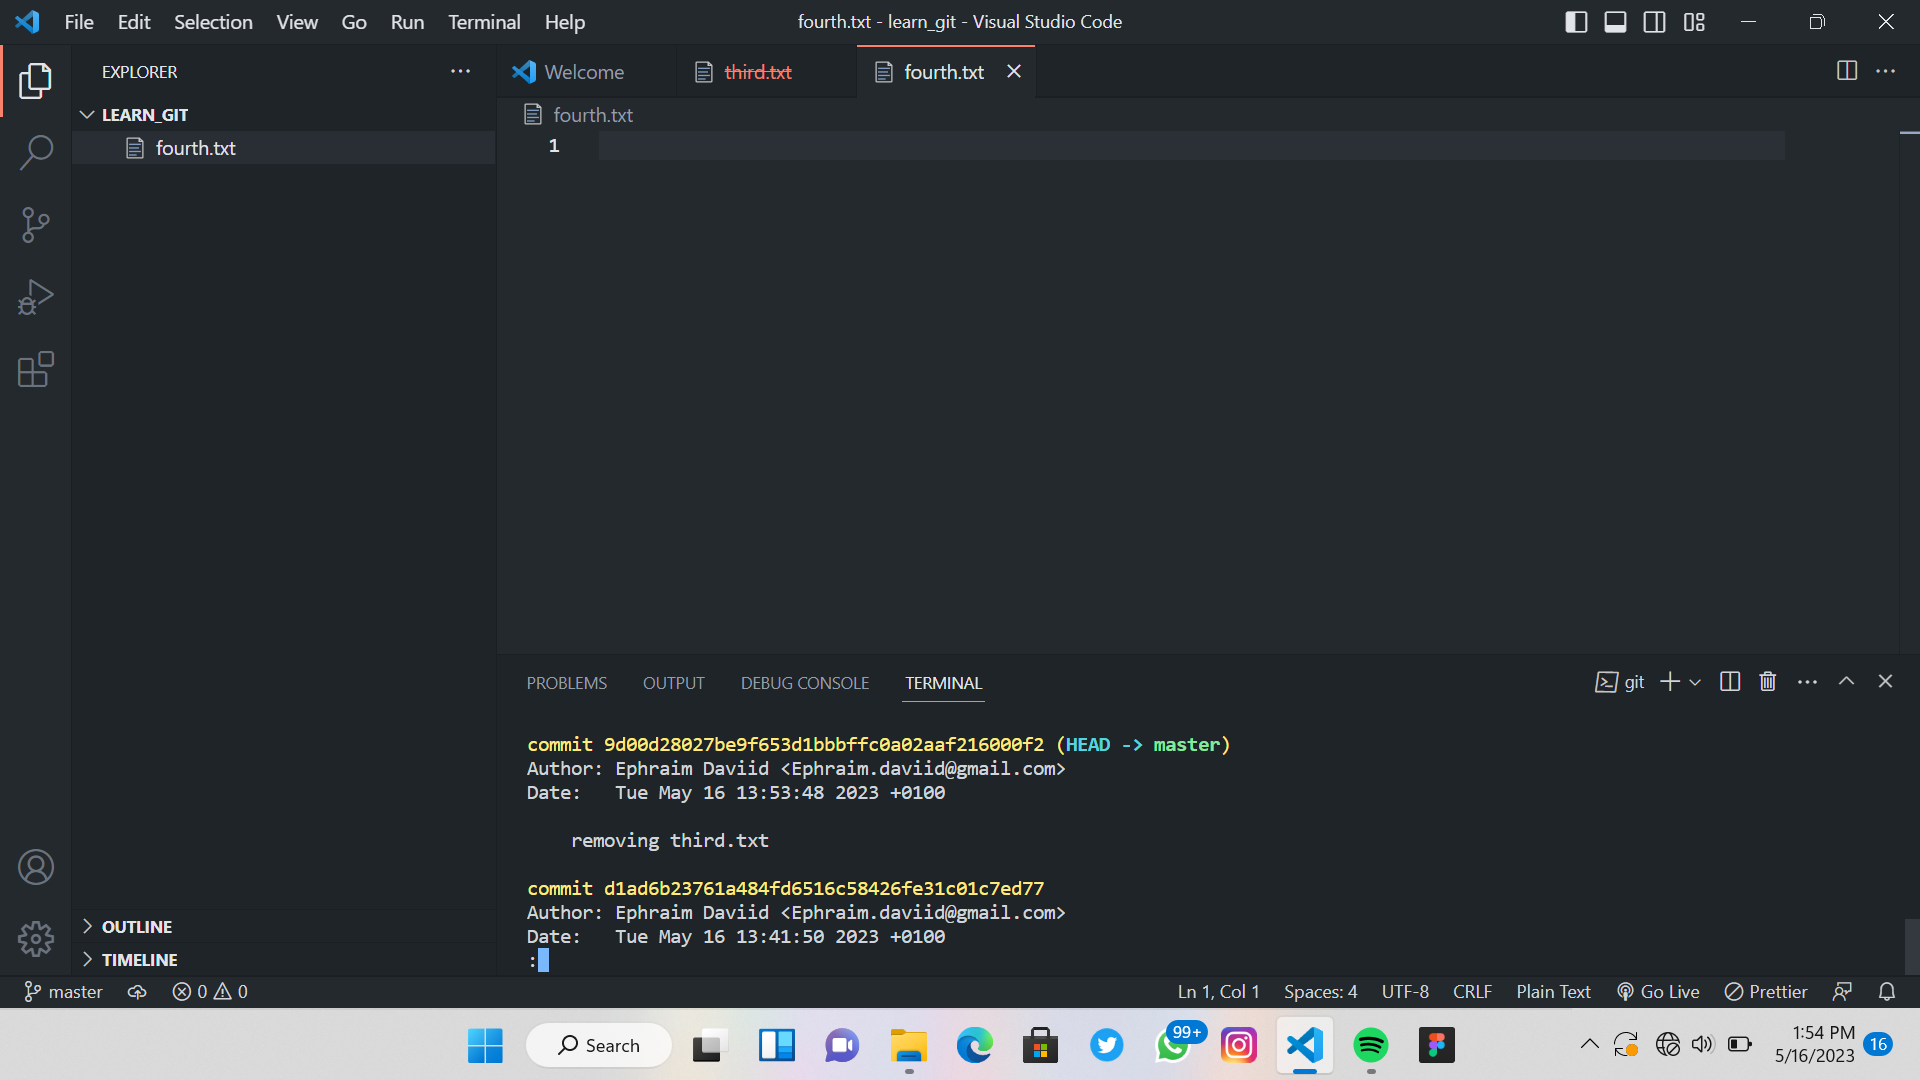 File Edit Selection View Go Run Terminal Help
fourth.txt - learn_git - Visual Studio Code
EXPLORER
LEARN_GIT
fourth.txt
Welcome
third.txt
fourth.txt
fourth.txt
1
PROBLEMS OUTPUT DEBUG CONSOLE TERMINAL
git
commit 9d00d28027be9f653d1bbbffc0a02aaf216000f2 (HEAD -> master)
Author: Ephraim Daviid <Ephraim.daviid@gmail.com>
Date:   Tue May 16 13:53:48 2023 +0100
removing third.txt
commit d1ad6b23761a484fd6516c58426fe31c01c7ed77
Author: Ephraim Daviid <Ephraim.daviid@gmail.com>
Date:   Tue May 16 13:41:50 2023 +0100
:
OUTLINE
TIMELINE
master 0 0
Ln 1, Col 1 Spaces: 4 UTF-8 CRLF Plain Text Go Live Prettier
Search
99+
1:54 PM
5/16/2023
16